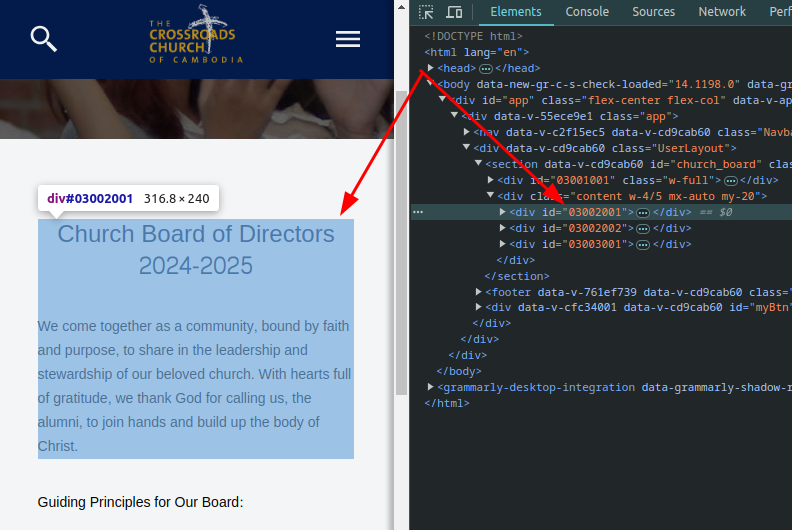 THE
CROSSROADS
CHURCH
OF CAMBODIA
div#03002001 316.8 × 240
Church Board of Directors
2024-2025
We come together as a community, bound by faith
and purpose, to share in the leadership and
stewardship of our beloved church. With hearts full
of gratitude, we thank God for calling us, the
alumni, to join hands and build up the body of
Christ.
Guiding Principles for Our Board:
Elements Console Sources Network Perf
<!DOCTYPE html>
<html lang="en">
<head> ⋯ </head>
<body data-new-gr-c-s-check-loaded="14.1198.0" data-gr
<div id="app" class="flex-center flex-col" data-v-ap
<div data-v-55ece9e1 class="app">
<nav data-v-c2f15ec5 data-v-cd9cab60 class="Navba
<div data-v-cd9cab60 class="UserLayout">
<section data-v-cd9cab60 id="church_board" clas
<div id="03001001" class="w-full"> ⋯ </div>
<div class="content w-4/5 mx-auto my-20">
⋯ <div id="03002001"> ⋯ </div> == $0
<div id="03002002"> ⋯ </div>
<div id="03003001"> ⋯ </div>
</div>
</section>
<footer data-v-761ef739 data-v-cd9cab60 class="
<div data-v-cfc34001 data-v-cd9cab60 id="myBtn"
</div>
</div>
</div>
</body>
<grammarly-desktop-integration data-grammarly-shadow-r
</html>